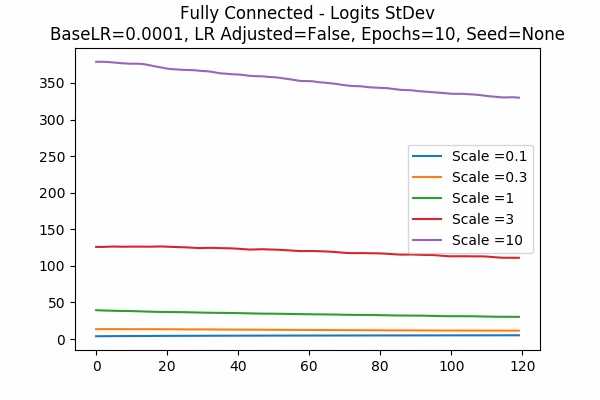 Fully Connected - Logits StDev
BaseLR=0.0001, LR Adjusted=False, Epochs=10, Seed=None
350
300
250
200
150
100
50
0
Scale =0.1
Scale =0.3
Scale =1
Scale =3
Scale =10
0 20 40 60 80 100 120